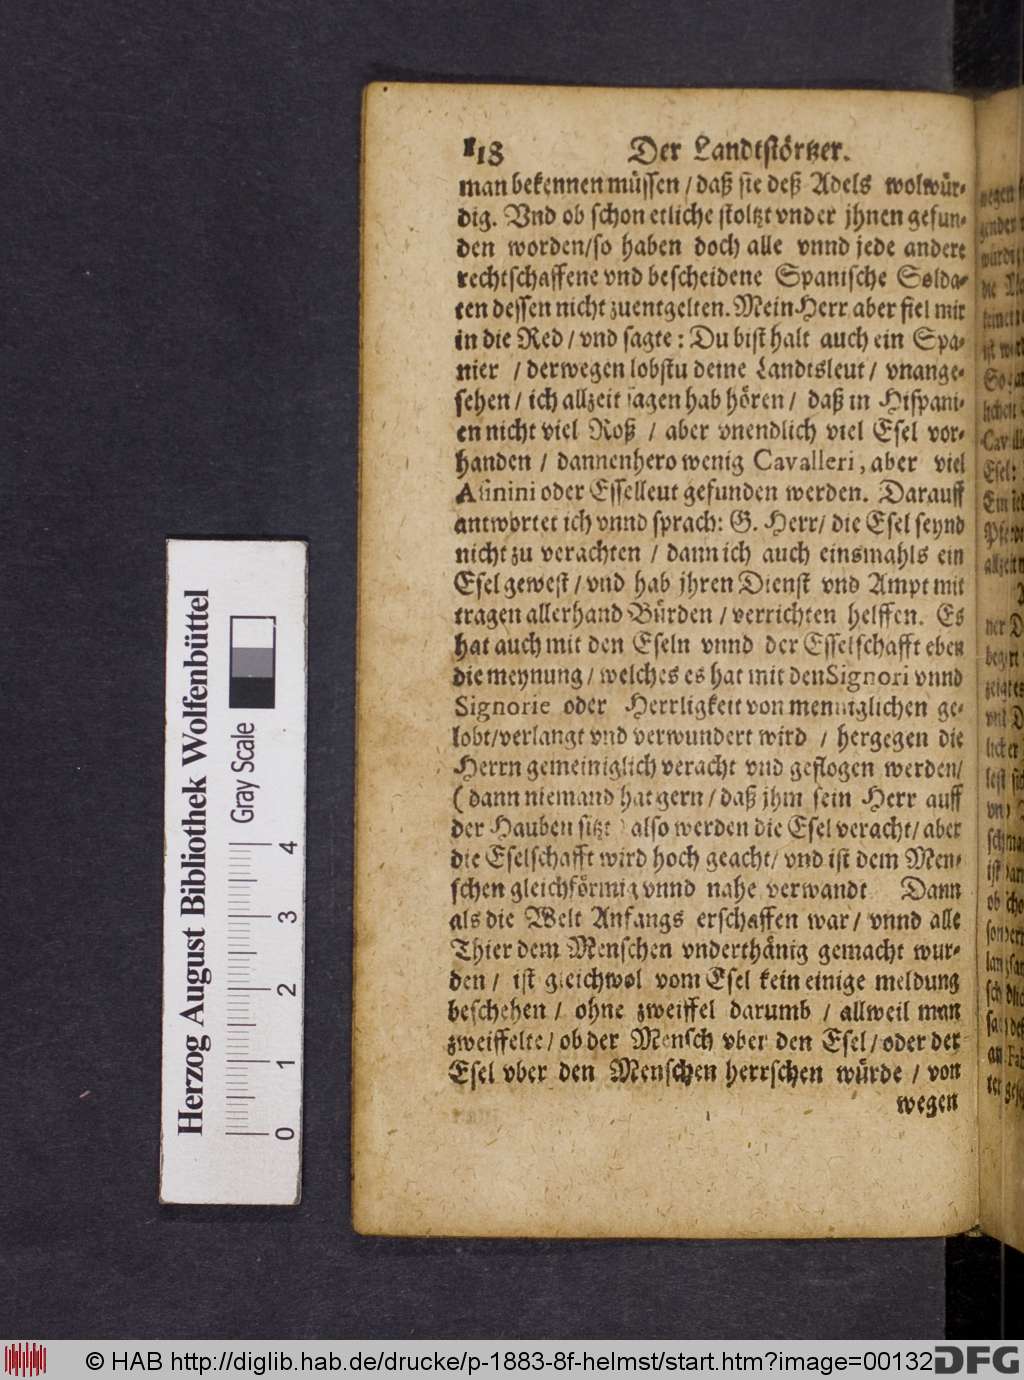 118 Der Landtstörtzer.
man bekennen müssen / daß sie deß Adels wolwür-
dig. Vnd ob schon etliche stoltzt vnder jhnen gefun-
den worden/so haben doch alle vnnd jede andere
rechtschaffene vnd bescheidene Spanische Solda-
ten dessen nicht zuentgelten. Mein Herr aber fiel mir
in die Red / vnd sagte : Du bist halt auch ein Spa-
nier / derwegen lobstu deine Landtsleut / vnange-
sehen / ich allzeit sagen hab hören / daß in Hispani-
en nicht viel Roß / aber vnendlich viel Esel vor-
handen / dannenhero wenig Cavalleri, aber viel
Asinini oder Esselleut gefunden werden. Darauff
antwortet ich vnnd sprach: G. Herr/ die Esel seynd
nicht zu verachten / dann ich auch einsmahls ein
Esel gewest / vnd hab jhren Dienst vnd Ampt mit
tragen allerhand Bürden / verrichten helffen. Es
hat auch mit den Eseln vnnd der Esselschafft eben
die meynung / welches es hat mit den Signori vnnd
Signorie oder Herrligkeit von menniglichen ge-
lobt/verlangt vnd verwundert wird / hergegen die
Herrn gemeiniglich veracht vnd geflogen werden/
( dann niemand hat gern / daß jhm sein Herr auff
der Hauben sitzt ) also werden die Esel veracht/ aber
die Eselschafft wird hoch geacht/ vnd ist dem Men-
schen gleichförmig vnnd nahe verwandt Dann
als die Welt Anfangs erschaffen war / vnnd alle
Thier dem Menschen vnderthänig gemacht wur-
den / ist gleichwol vom Esel kein einige meldung
beschehen / ohne zweiffel darumb / allweil man
zweiffelte / ob der Mensch vber den Esel / oder der
Esel vber den Menschen herrschen würde / von
wegen
Herzog August Bibliothek Wolfenbüttel
Gray Scale
0 1 2 3 4
© HAB http://diglib.hab.de/drucke/p-1883-8f-helmst/start.htm?image=00132
DFG